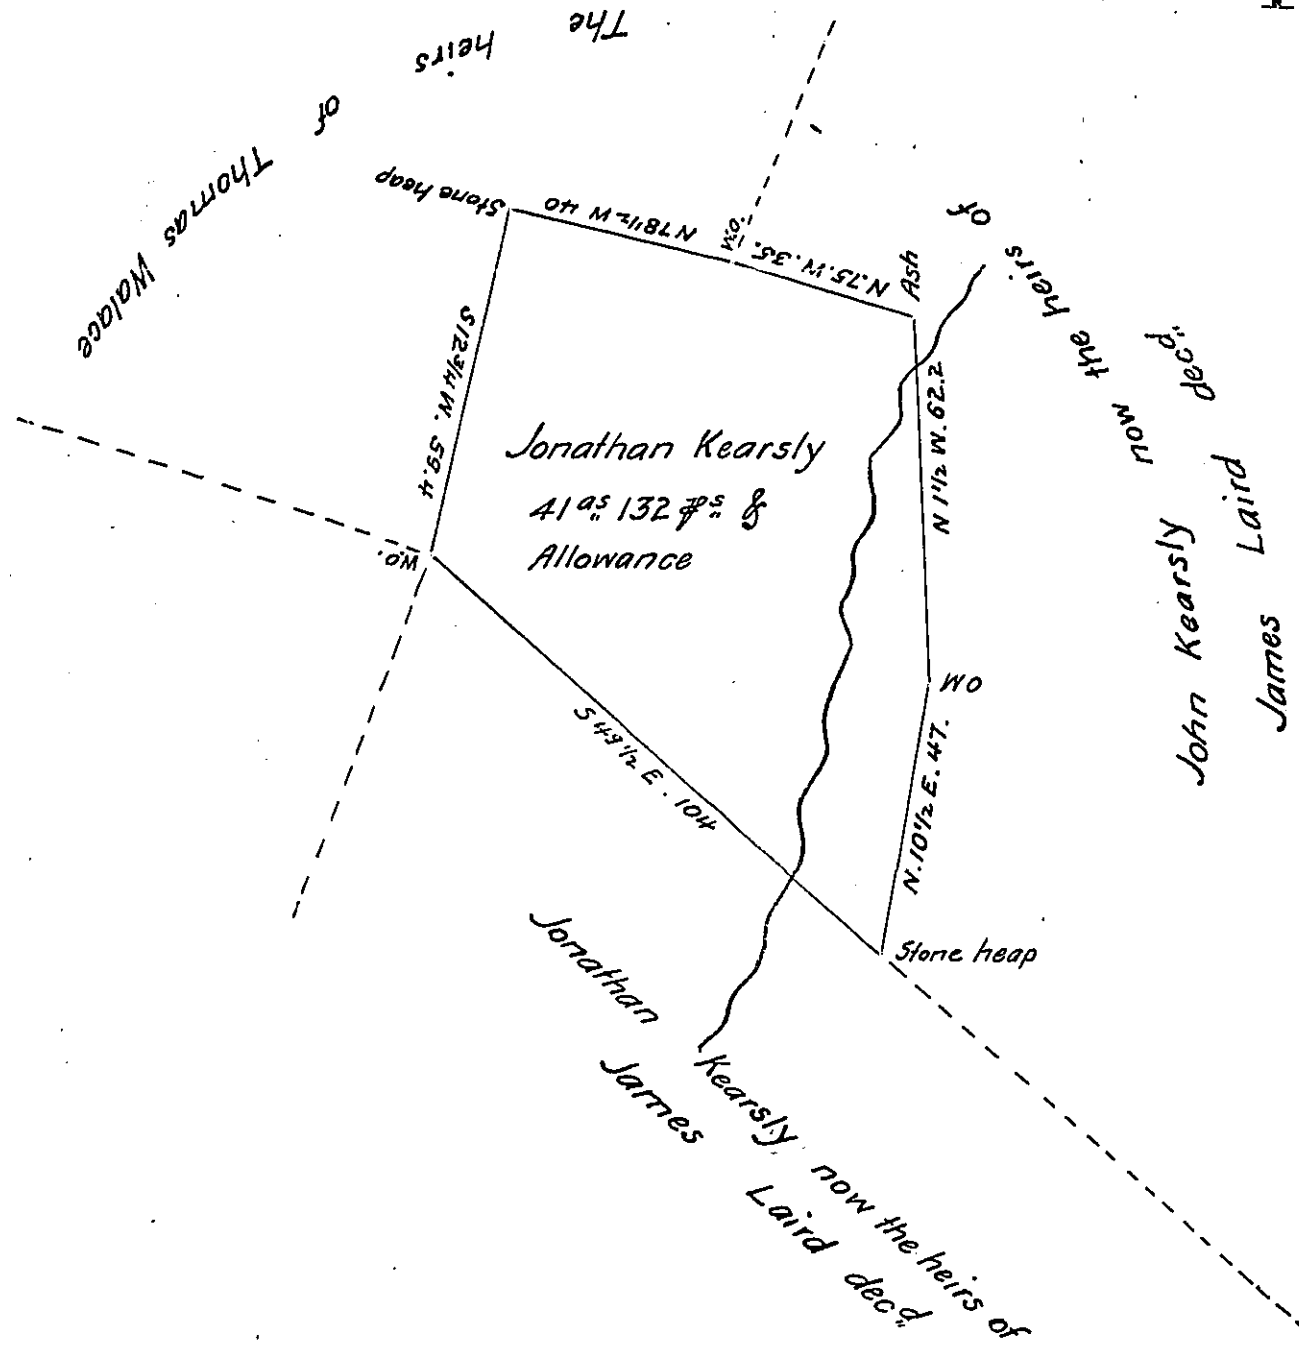 The heirs of Thomas Walace
Stone heap
N 78 1/2 W 40
W.O.
N. 75. W. 35.
Ash
S 12 3/4 W. 59.4
N 1 1/2 W. 62.2
Jonathan Kearsly
41 as 132 ps &
Allowance
W.O.
WO
S 49 1/2 E. 104
N. 10 1/2 E. 47.
Stone heap
John Kearsly now the heirs of
James Laird decd
Jonathan Kearsly, now the heirs of
James Laird decd